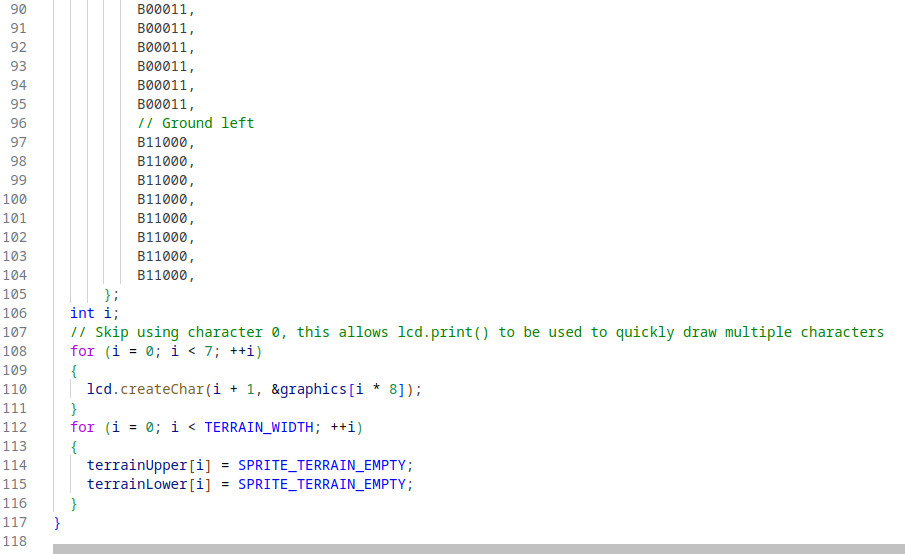 90 B00011,
91 B00011,
92 B00011,
93 B00011,
94 B00011,
95 B00011,
96 // Ground left
97 B11000,
98 B11000,
99 B11000,
100 B11000,
101 B11000,
102 B11000,
103 B11000,
104 B11000,
105 };
106 int i;
107 // Skip using character 0, this allows lcd.print() to be used to quickly draw multiple characters
108 for (i = 0; i < 7; ++i)
109 {
110 lcd.createChar(i + 1, &graphics[i * 8]);
111 }
112 for (i = 0; i < TERRAIN_WIDTH; ++i)
113 {
114 terrainUpper[i] = SPRITE_TERRAIN_EMPTY;
115 terrainLower[i] = SPRITE_TERRAIN_EMPTY;
116 }
117 }
118